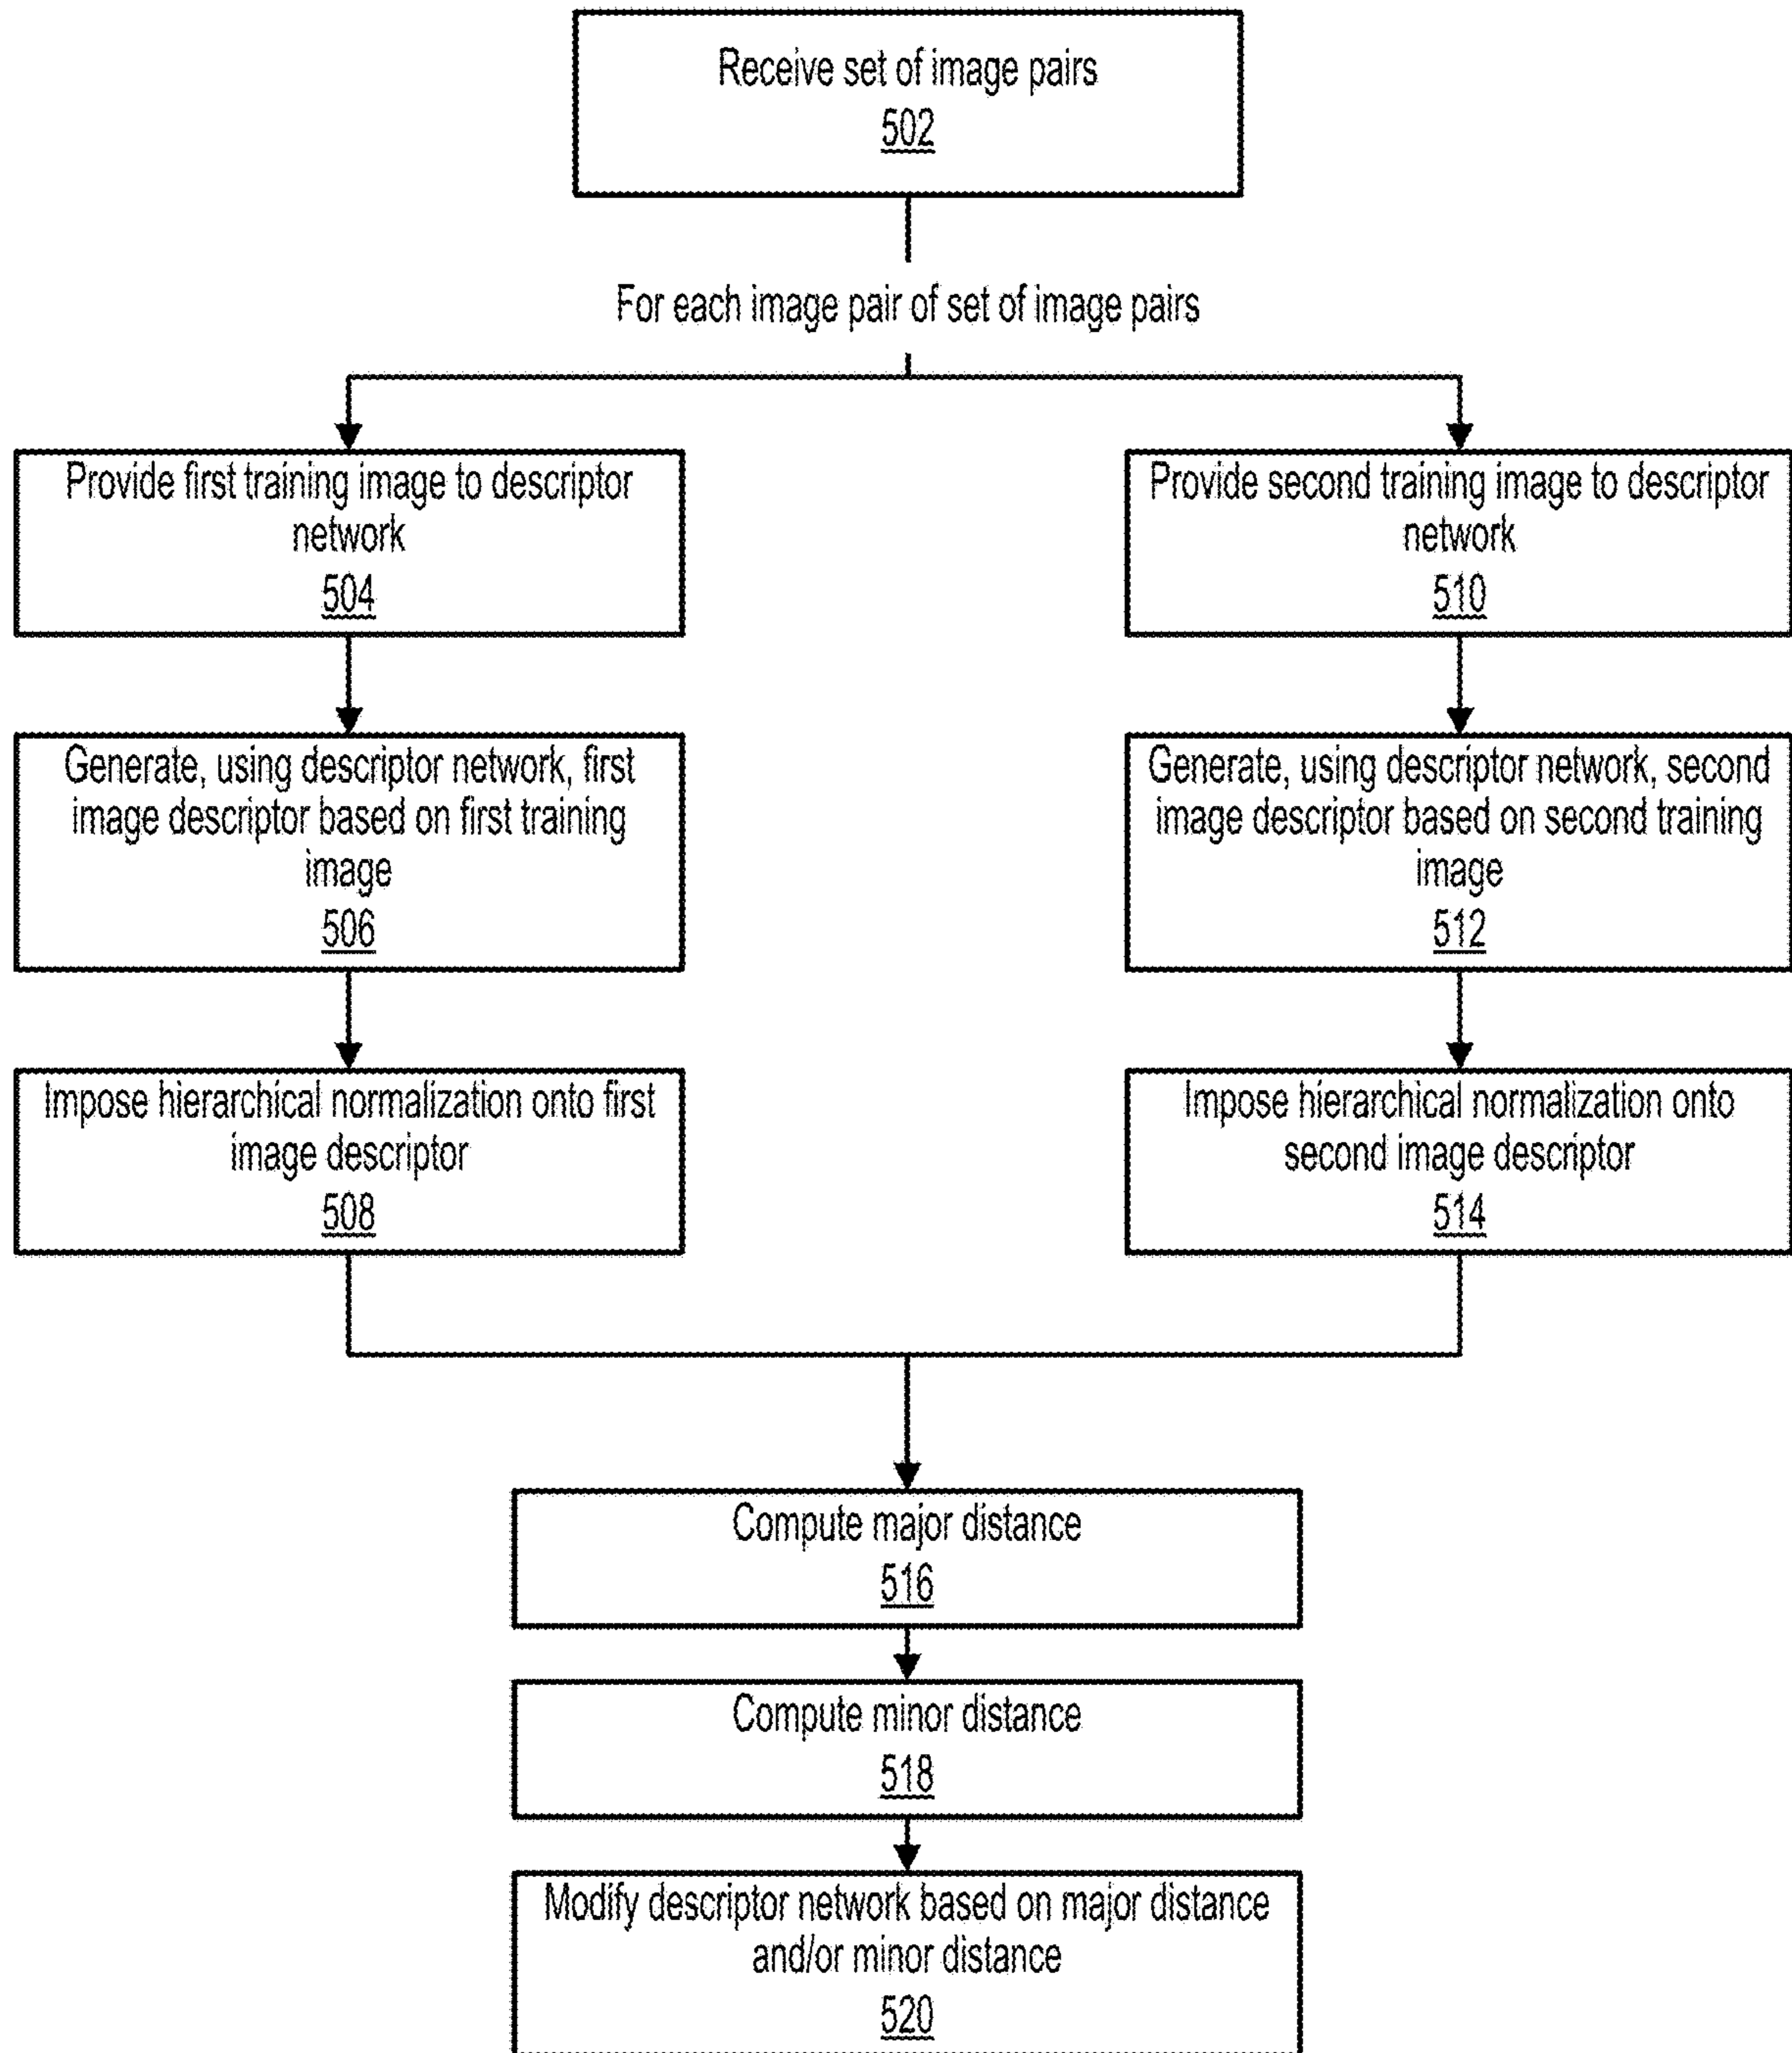 Receive set of image pairs
502
For each image pair of set of image pairs
Provide first training image to descriptor
network
504
Provide second training image to descriptor
network
510
Generate, using descriptor network, first
image descriptor based on first training
image
506
Generate, using descriptor network, second
image descriptor based on second training
image
512
Impose hierarchical normalization onto first
image descriptor
508
Impose hierarchical normalization onto
second image descriptor
514
Compute major distance
516
Compute minor distance
518
Modify descriptor network based on major distance
and/or minor distance
520